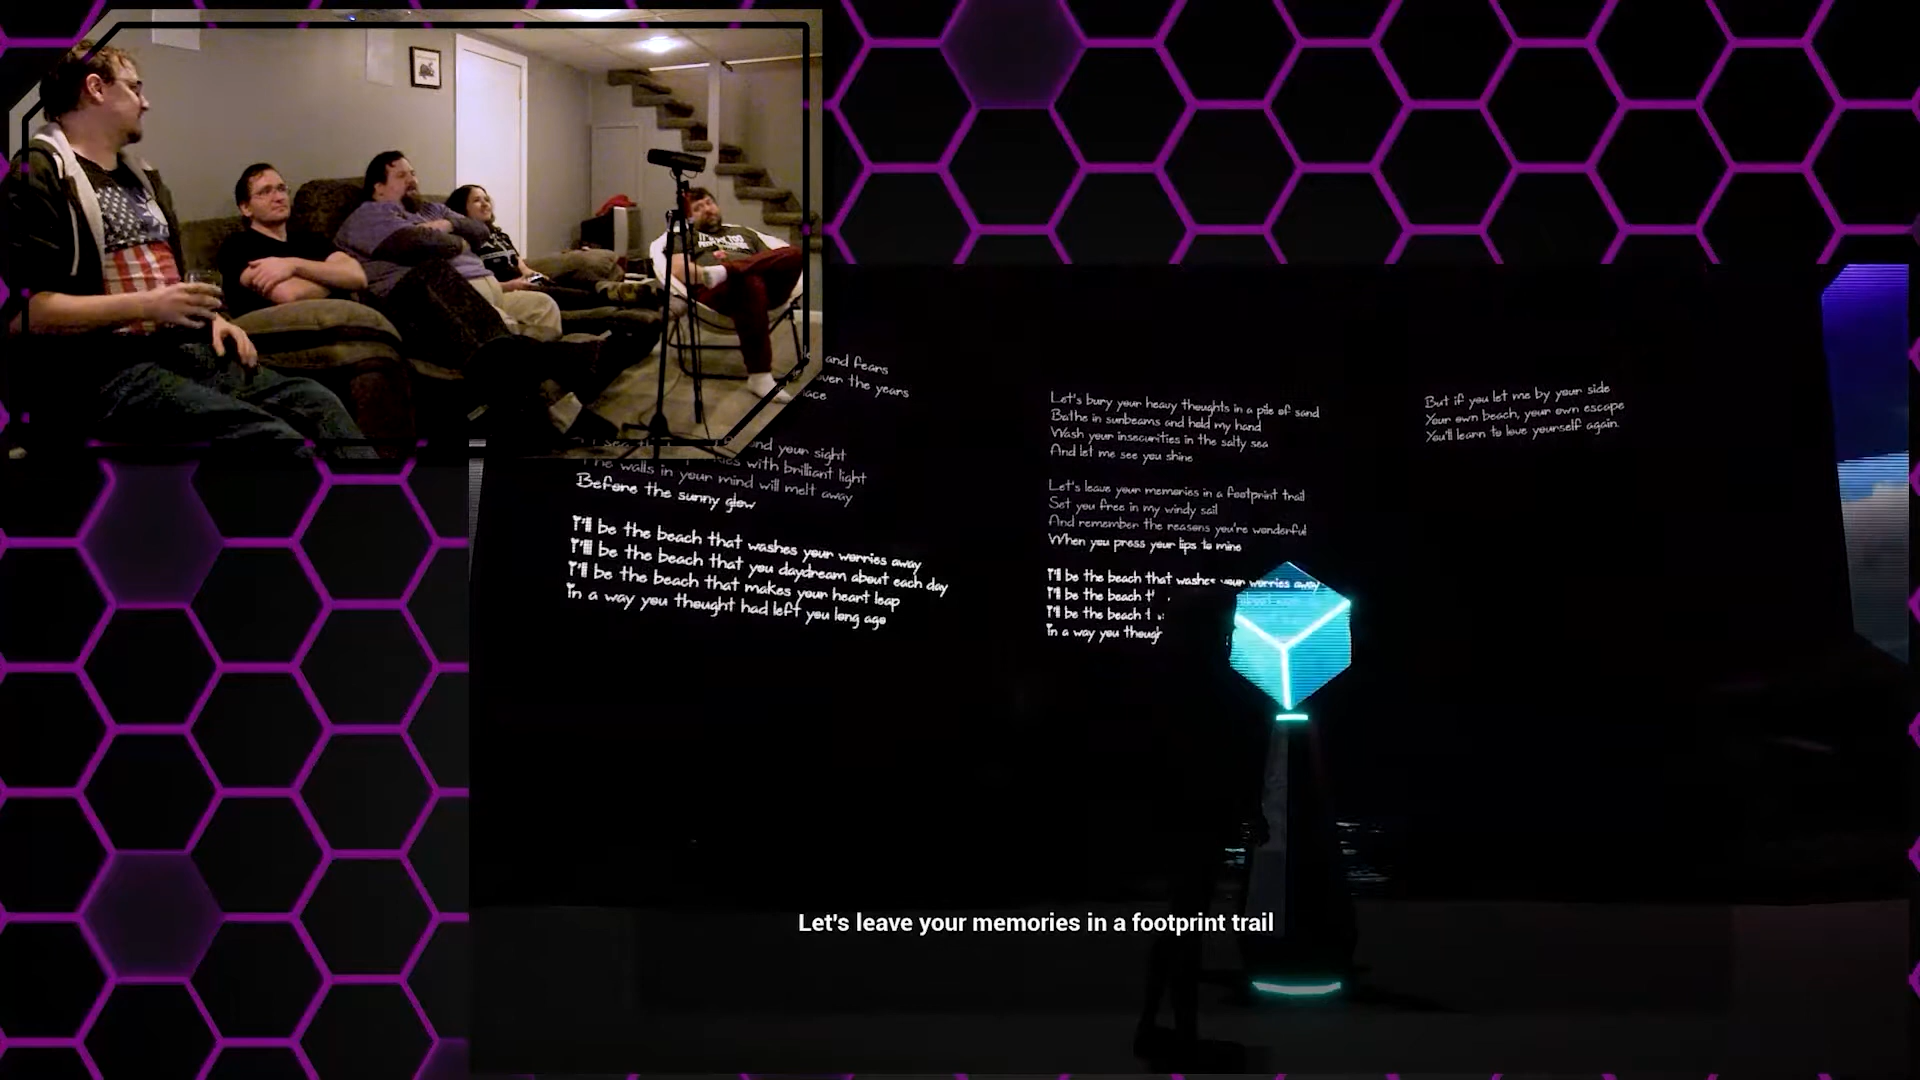 and fears
over the years
and your sight
with brilliant light
The walls in your mind will melt away
Before the sunny glow
I'll be the beach that washes your worries away
I'll be the beach that you daydream about each day
I'll be the beach that makes your heart leap
In a way you thought had left you long ago
Let's bury your heavy thoughts in a pile of sand
Bathe in sunbeams and hold my hand
Wash your insecurities in the salty sea
And let me see you shine
Let's leave your memories in a footprint trail
Set you free in my windy sail
And remember the reasons you're wonderful
When you press your lips to mine
I'll be the beach that washes your worries away
I'll be the beach
I'll be the beach
In a way you though
But if you let me by your side
Your own beach, your own escape
You'll learn to love yourself again.
Let's leave your memories in a footprint trail